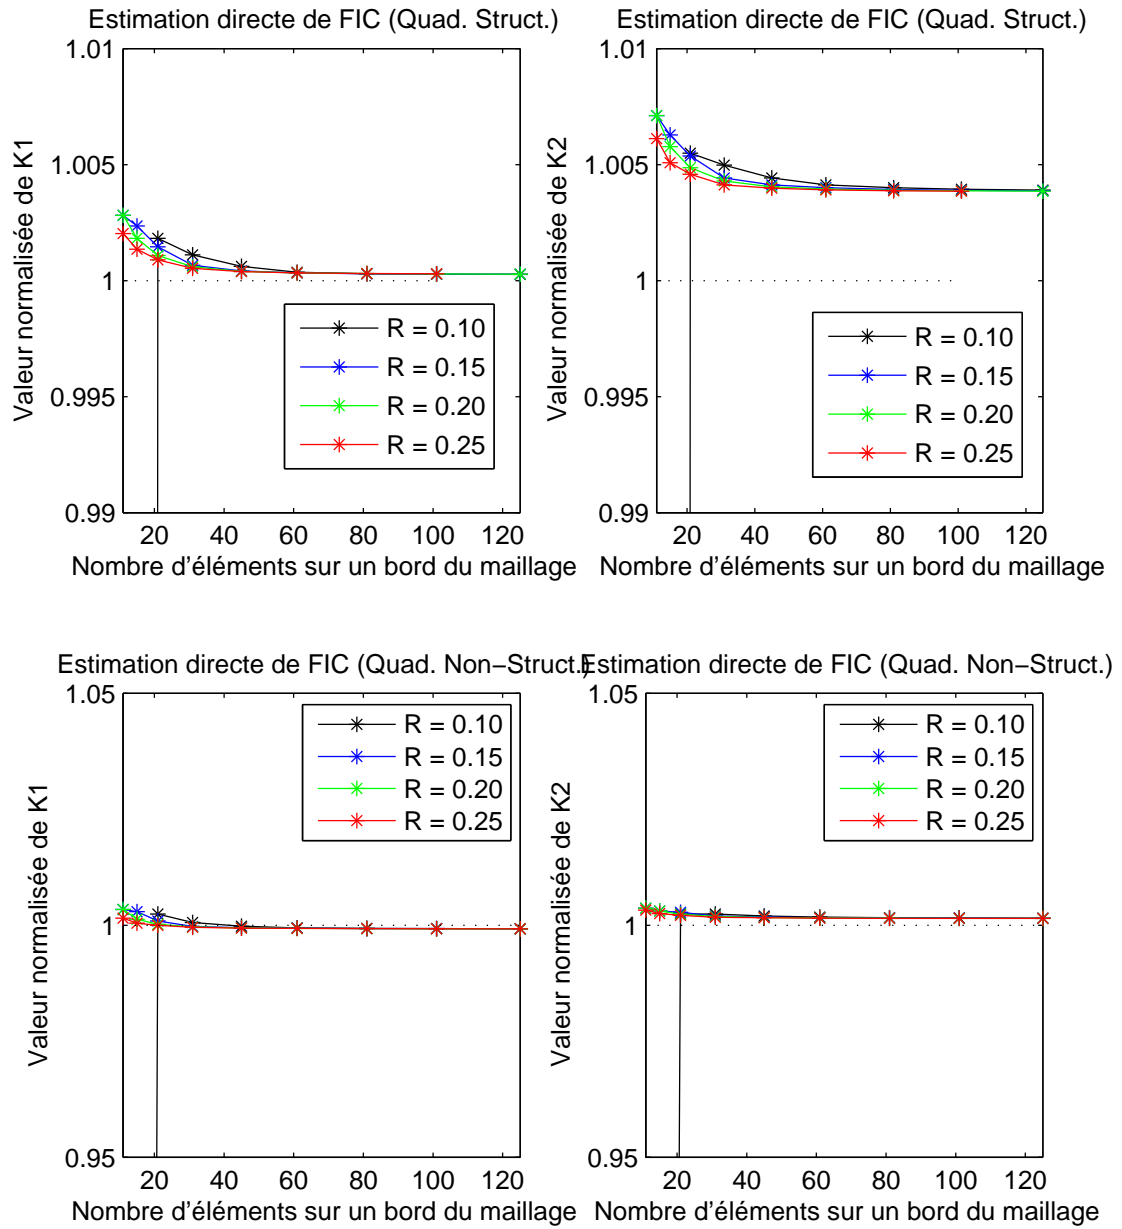 Estimation directe de FIC (Quad. Struct.)
1.01
1.005
1
0.995
0.99
Valeur normalisée de K1
R = 0.10
R = 0.15
R = 0.20
R = 0.25
20 40 60 80 100 120
Nombre d'éléments sur un bord du maillage
Estimation directe de FIC (Quad. Struct.)
1.01
1.005
1
0.995
0.99
Valeur normalisée de K2
R = 0.10
R = 0.15
R = 0.20
R = 0.25
20 40 60 80 100 120
Nombre d'éléments sur un bord du maillage
Estimation directe de FIC (Quad. Non−Struct.)
1.05
1
0.95
Valeur normalisée de K1
R = 0.10
R = 0.15
R = 0.20
R = 0.25
20 40 60 80 100 120
Nombre d'éléments sur un bord du maillage
Estimation directe de FIC (Quad. Non−Struct.)
1.05
1
0.95
Valeur normalisée de K2
R = 0.10
R = 0.15
R = 0.20
R = 0.25
20 40 60 80 100 120
Nombre d'éléments sur un bord du maillage